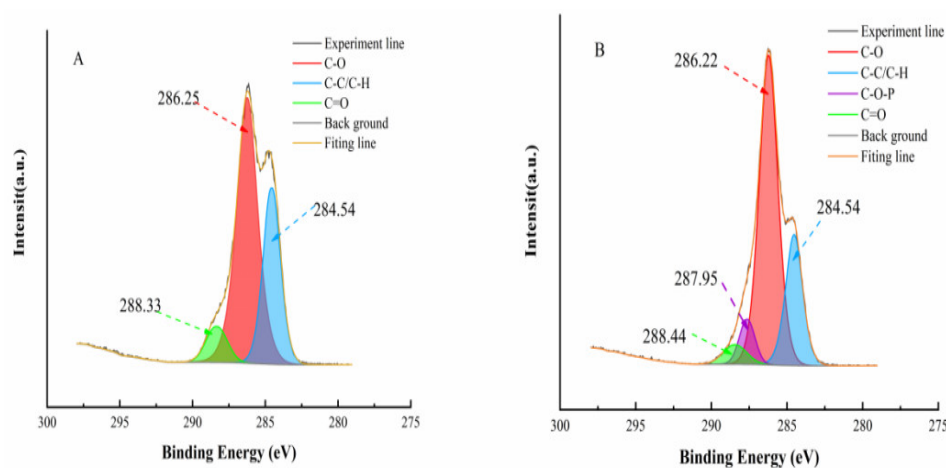 A
Experiment line
C-O
C-C/C-H
C=O
Back ground
Fiting line
286.25
284.54
288.33
Intensit(a.u.)
300 295 290 285 280 275
Binding Energy (eV)
B
Experiment line
C-O
C-C/C-H
C-O-P
C=O
Back ground
Fiting line
286.22
284.54
287.95
288.44
Intensit(a.u.)
300 295 290 285 280 275
Binding Energy (eV)